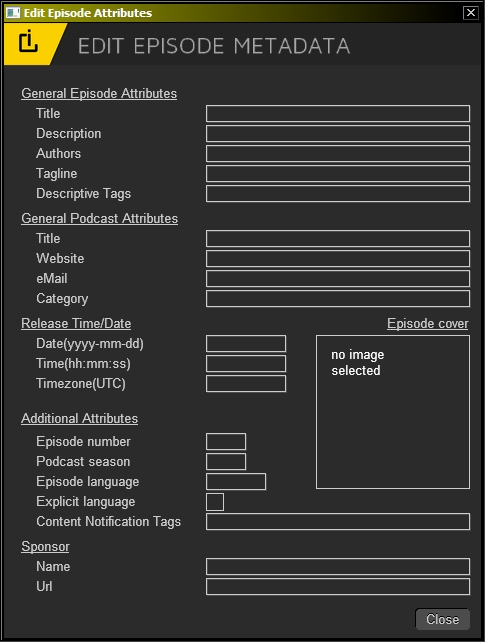 Edit Episode Attributes
EDIT EPISODE METADATA
General Episode Attributes
Title
Description
Authors
Tagline
Descriptive Tags
General Podcast Attributes
Title
Website
eMail
Category
Release Time/Date
Episode cover
Date(yyyy-mm-dd)
Time(hh:mm:ss)
Timezone(UTC)
no image
selected
Additional Attributes
Episode number
Podcast season
Episode language
Explicit language
Content Notification Tags
Sponsor
Name
Url
Close